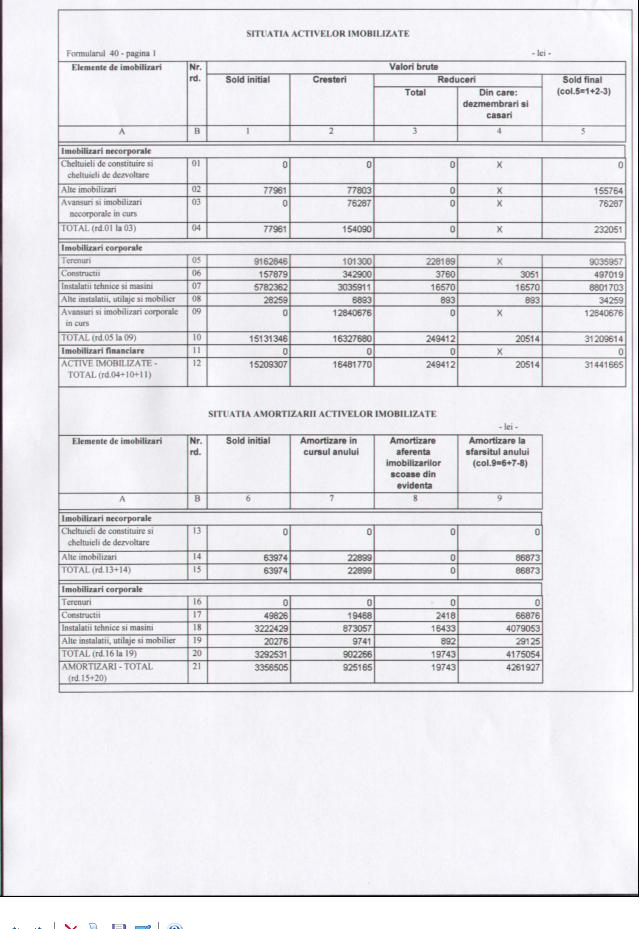 SITUATIA ACTIVELOR IMOBILIZATE
Formularul 40 - pagina 1 - lei -
Elemente de imobilizari Nr. rd. Valori brute
Sold initial Cresteri Reduceri Sold final (col.5=1+2-3)
Total Din care: dezmembrari si casari
A B 1 2 3 4 5
Imobilizari necorporale
Cheltuieli de constituire si 01 0 0 0 X 0
cheltuieli de dezvoltare
Alte imobilizari 02 77961 77803 0 X 155764
Avansuri si imobilizari 03 0 76287 0 X 76287
necorporale in curs
TOTAL (rd.01 la 03) 04 77961 154090 0 X 232051
Imobilizari corporale
Terenuri 05 9162846 101300 228189 X 9035957
Constructii 06 157879 342900 3760 3051 497019
Instalatii tehnice si masini 07 5782362 3035911 16570 16570 8801703
Alte instalatii, utilaje si mobilier 08 28259 6893 893 893 34259
Avansuri si imobilizari corporale 09 0 12840676 0 X 12840676
in curs
TOTAL (rd.05 la 09) 10 15131346 16327680 249412 20514 31209614
Imobilizari financiare 11 0 0 0 X 0
ACTIVE IMOBILIZATE - 12 15209307 16481770 249412 20514 31441665
TOTAL (rd.04+10+11)
SITUATIA AMORTIZARII ACTIVELOR IMOBILIZATE
- lei -
Elemente de imobilizari Nr. rd. Sold initial Amortizare in cursul anului Amortizare aferenta imobilizarilor scoase din evidenta Amortizare la sfarsitul anului (col.9=6+7-8)
A B 6 7 8 9
Imobilizari necorporale
Cheltuieli de constituire si 13 0 0 0 0
cheltuieli de dezvoltare
Alte imobilizari 14 63974 22899 0 86873
TOTAL (rd.13+14) 15 63974 22899 0 86873
Imobilizari corporale
Terenuri 16 0 0 0 0
Constructii 17 49826 19468 2418 66876
Instalatii tehnice si masini 18 3222429 873057 16433 4079053
Alte instalatii, utilaje si mobilier 19 20276 9741 892 29125
TOTAL (rd.16 la 19) 20 3292531 902266 19743 4175054
AMORTIZARI - TOTAL 21 3356505 925165 19743 4261927
(rd.15+20)